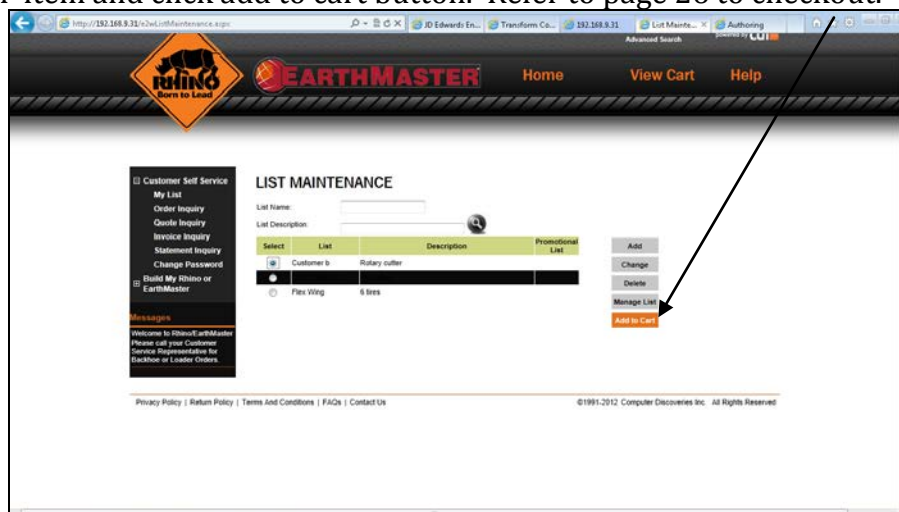 item and click add to cart button. Refer to page 26 to checkout.
http://192.168.9.31/e2wListMaintenance.aspx
JD Edwards En... Transform Co... 192.168.9.31 List Mainte... Authoring
Advanced Search powered by CDI
RHINO
Born to Lead
EARTHMASTER Home View Cart Help
Customer Self Service
My List
Order Inquiry
Quote Inquiry
Invoice Inquiry
Statement Inquiry
Change Password
Build My Rhino or
EarthMaster
Messages
Welcome to Rhino/EarthMaster
Please call your Customer
Service Representative for
Backhoe or Loader Orders.
LIST MAINTENANCE
List Name:
List Description:
Select List Description Promotional
List
Customer b Rotary cutter
Flex Wing 6 tires
Add
Change
Delete
Manage List
Add to Cart
Privacy Policy | Return Policy | Terms And Conditions | FAQs | Contact Us
©1991-2012 Computer Discoveries Inc. All Rights Reserved